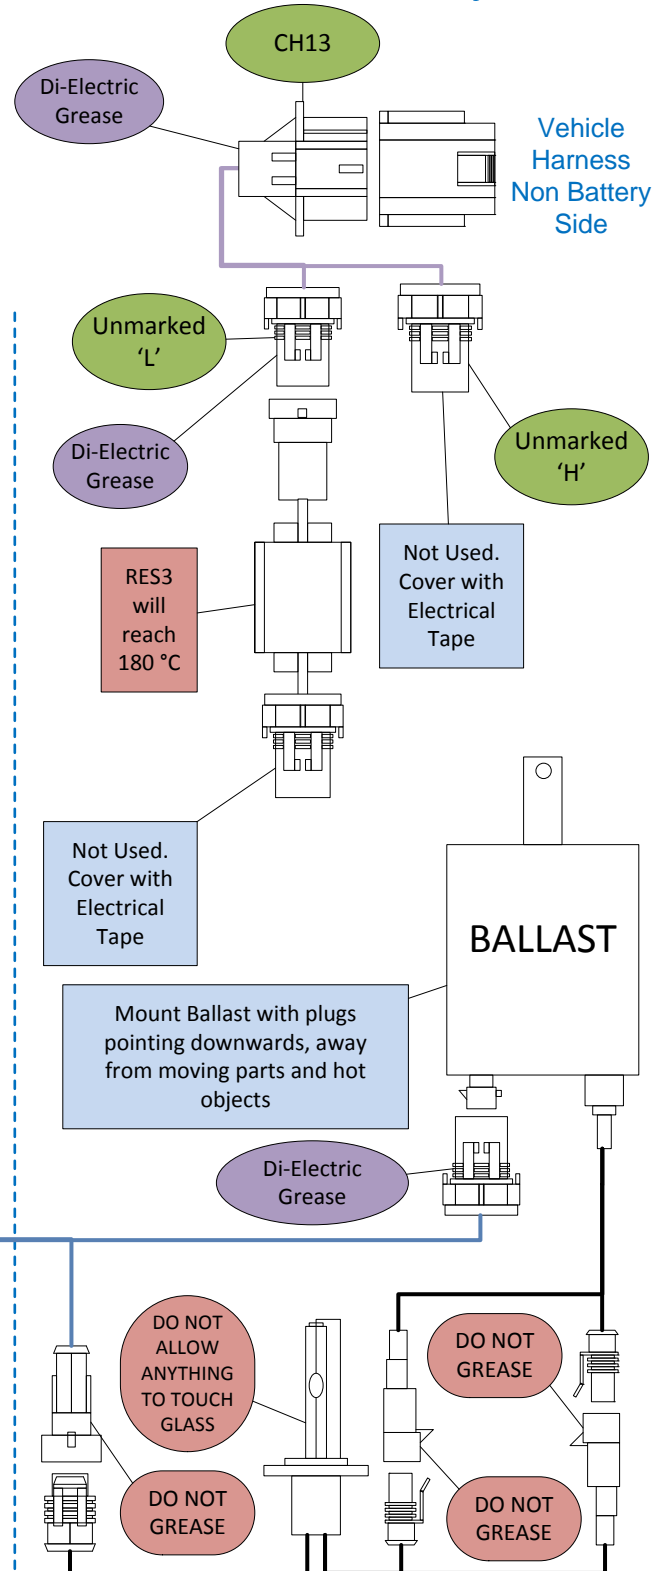 CH13
Di-Electric
Grease
Vehicle
Harness
Non Battery
Side
Unmarked
‘L’
Di-Electric
Grease
Unmarked
‘H’
Not Used.
Cover with
Electrical
Tape
RES3
will
reach
180 °C
Not Used.
Cover with
Electrical
Tape
BALLAST
Mount Ballast with plugs
pointing downwards, away
from moving parts and hot
objects
Di-Electric
Grease
DO NOT
ALLOW
ANYTHING
TO TOUCH
GLASS
DO NOT
GREASE
DO NOT
GREASE
DO NOT
GREASE